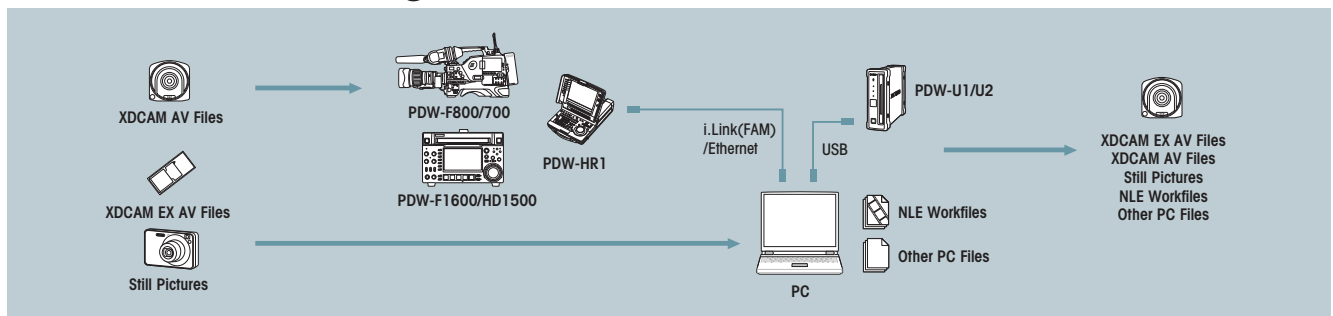 XDCAM AV Files
XDCAM EX AV Files
Still Pictures
PDW-F800/700
PDW-F1600/HD1500
PDW-HR1
i.Link(FAM)
/Ethernet
USB
PDW-U1/U2
PC
NLE Workfiles
Other PC Files
XDCAM EX AV Files
XDCAM AV Files
Still Pictures
NLE Workfiles
Other PC Files